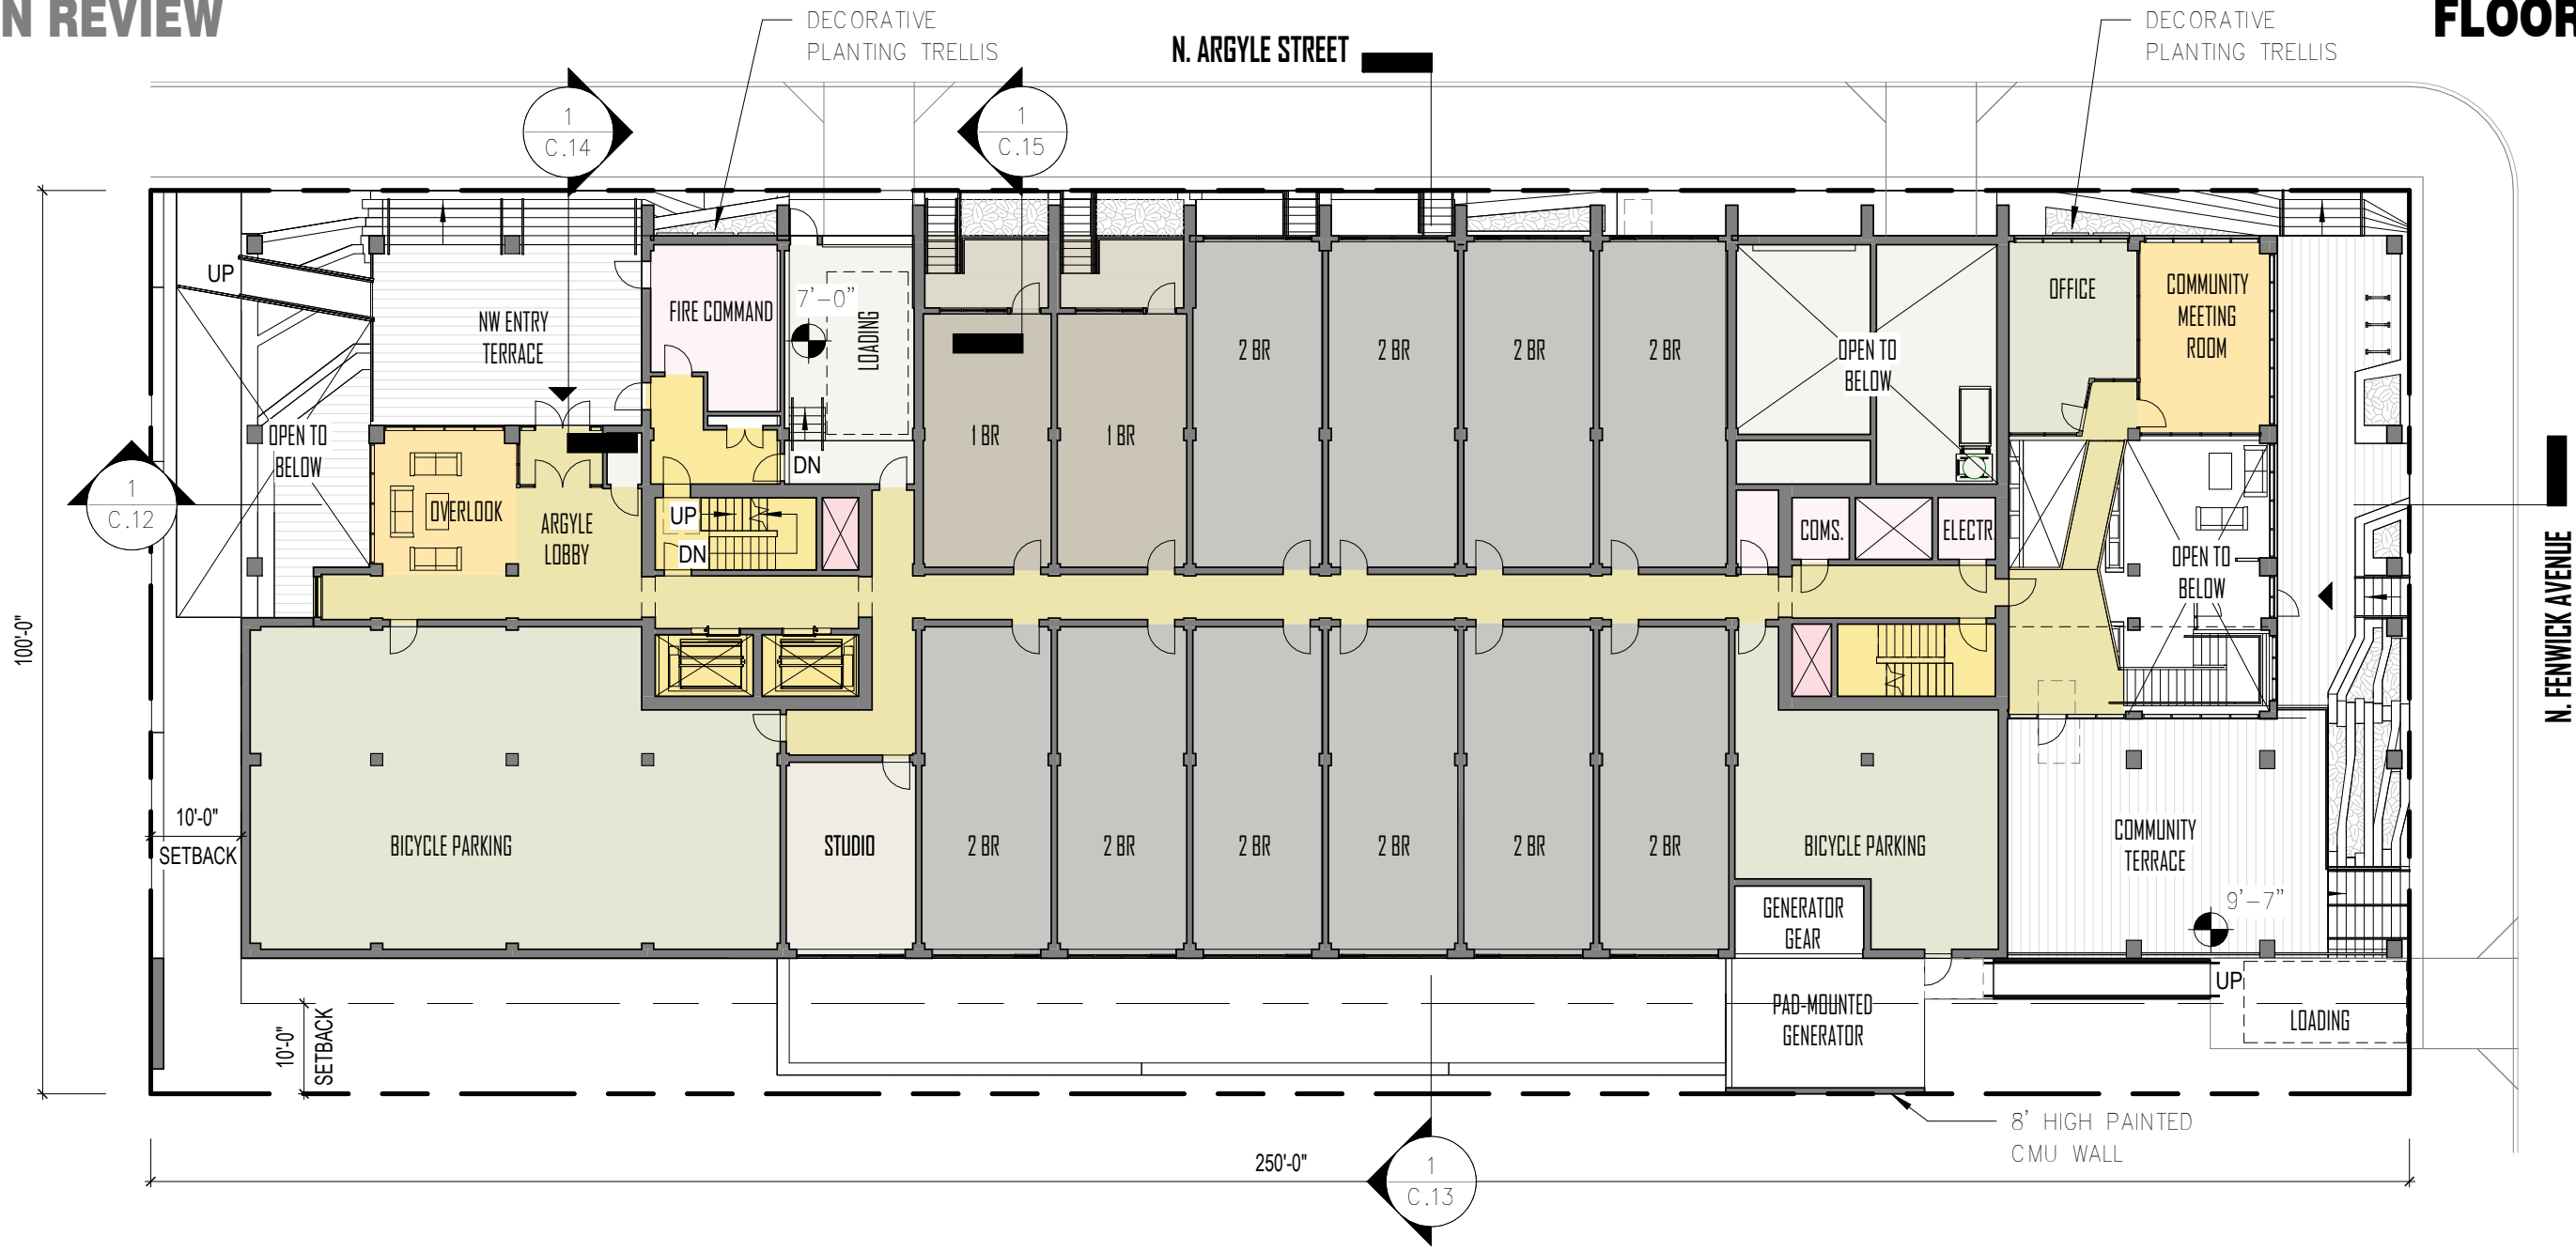 N REVIEW
FLOOR
DECORATIVE
PLANTING TRELLIS
N. ARGYLE STREET
DECORATIVE
PLANTING TRELLIS
1
C.14
1
C.15
UP
NW ENTRY
TERRACE
FIRE COMMAND
7'-0"
LOADING
2 BR
2 BR
2 BR
2 BR
OPEN TO
BELOW
OFFICE
COMMUNITY
MEETING
ROOM
1 BR
1 BR
OPEN TO
BELOW
DN
1
C.12
OVERLOOK
ARGYLE
LOBBY
UP
DN
COMS.
ELECTR.
OPEN TO
BELOW
100'-0"
N. FENWICK AVENUE
10'-0"
SETBACK
BICYCLE PARKING
STUDIO
2 BR
2 BR
2 BR
2 BR
2 BR
2 BR
BICYCLE PARKING
COMMUNITY
TERRACE
9'-7"
GENERATOR
GEAR
UP
LOADING
10'-0"
SETBACK
PAD-MOUNTED
GENERATOR
8' HIGH PAINTED
CMU WALL
250'-0"
1
C.13